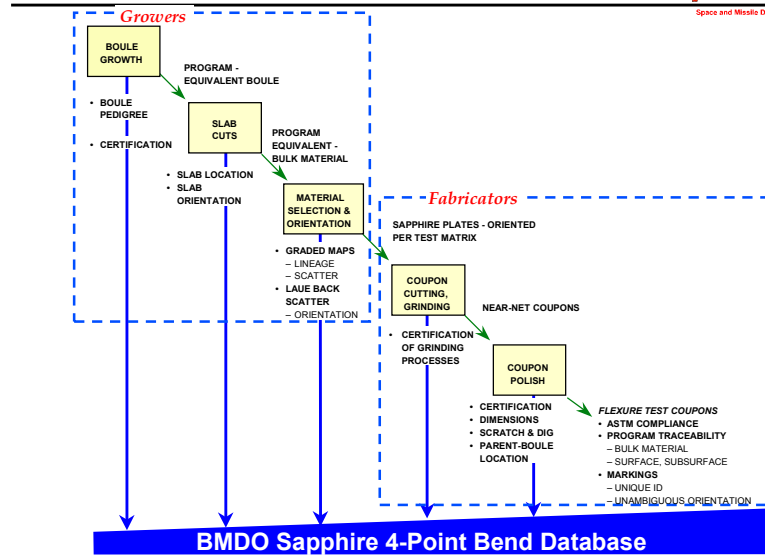 Space and Missile D
Growers
BOULE
GROWTH
PROGRAM -
EQUIVALENT BOULE
• BOULE
PEDIGREE
• CERTIFICATION
SLAB
CUTS
PROGRAM
EQUIVALENT -
BULK MATERIAL
• SLAB LOCATION
• SLAB
ORIENTATION
MATERIAL
SELECTION &
ORIENTATION
• GRADED MAPS
– LINEAGE
– SCATTER
• LAUE BACK
SCATTER
– ORIENTATION
Fabricators
SAPPHIRE PLATES - ORIENTED
PER TEST MATRIX
COUPON
CUTTING,
GRINDING
NEAR-NET COUPONS
• CERTIFICATION
OF GRINDING
PROCESSES
COUPON
POLISH
• CERTIFICATION
• DIMENSIONS
• SCRATCH & DIG
• PARENT-BOULE
LOCATION
FLEXURE TEST COUPONS
• ASTM COMPLIANCE
• PROGRAM TRACEABILITY
– BULK MATERIAL
– SURFACE, SUBSURFACE
• MARKINGS
– UNIQUE ID
– UNAMBIGUOUS ORIENTATION
BMDO Sapphire 4-Point Bend Database